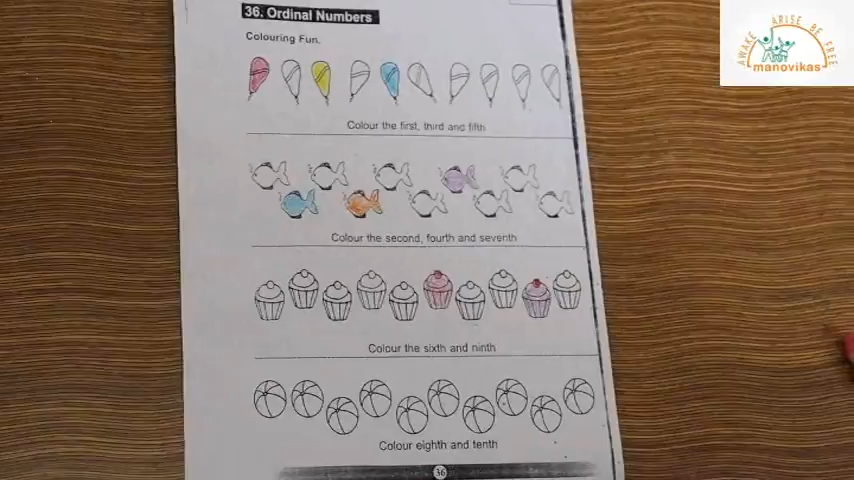 36. Ordinal Numbers
Colouring Fun.
Colour the first, third and fifth
Colour the second, fourth and seventh
Colour the sixth and ninth
Colour eighth and tenth
36
AWAKE ARISE BE FREE
manovikas